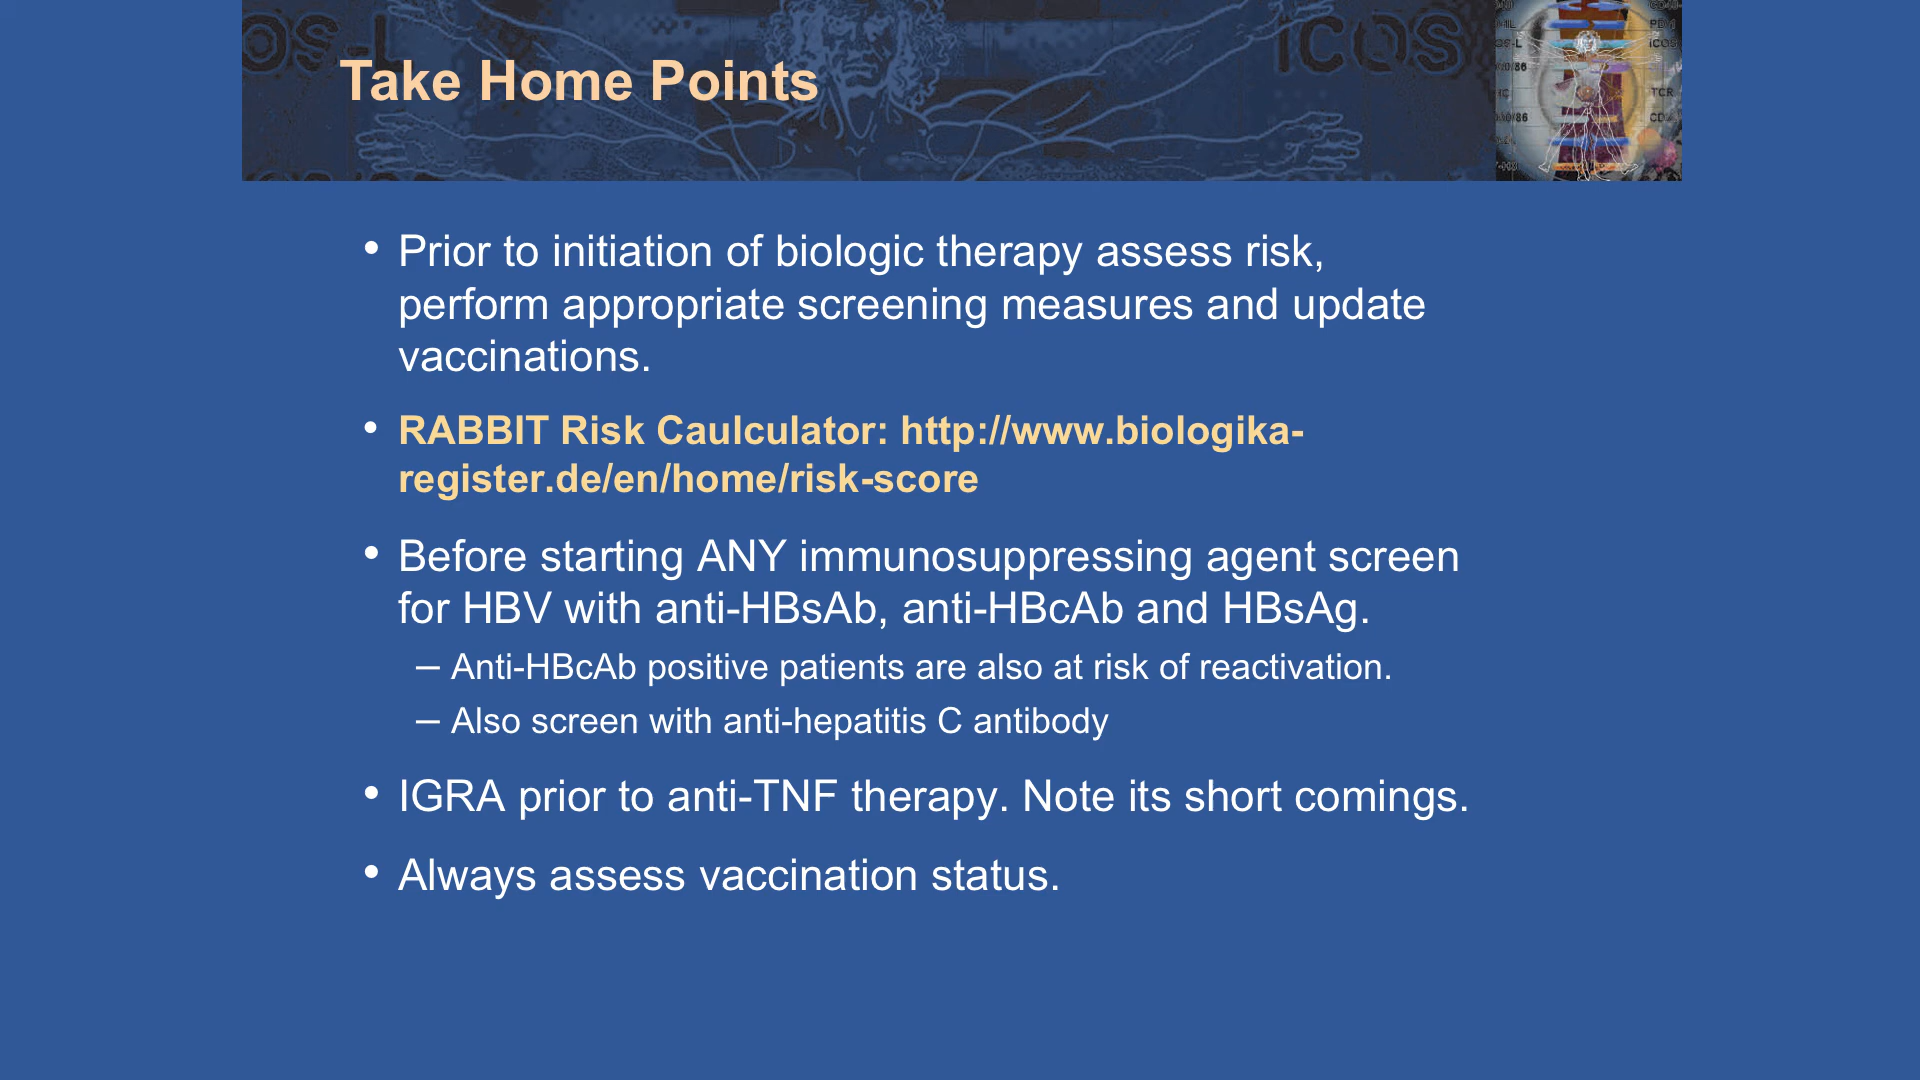 Take Home Points
ICOS
• Prior to initiation of biologic therapy assess risk,
perform appropriate screening measures and update
vaccinations.
• RABBIT Risk Caulculator: http://www.biologika-
register.de/en/home/risk-score
• Before starting ANY immunosuppressing agent screen
for HBV with anti-HBsAb, anti-HBcAb and HBsAg.
– Anti-HBcAb positive patients are also at risk of reactivation.
– Also screen with anti-hepatitis C antibody
• IGRA prior to anti-TNF therapy. Note its short comings.
• Always assess vaccination status.